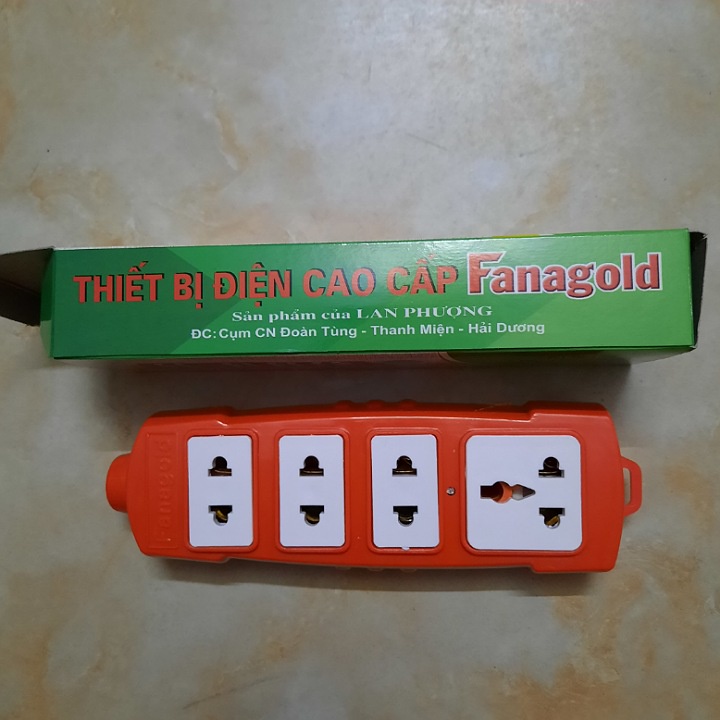 THIẾT BỊ ĐIỆN CAO CẤP Fanagold
Sản phẩm của LAN PHƯỢNG
ĐC: Cụm CN Đoàn Tùng - Thanh Miện - Hải Dương
Fanagold